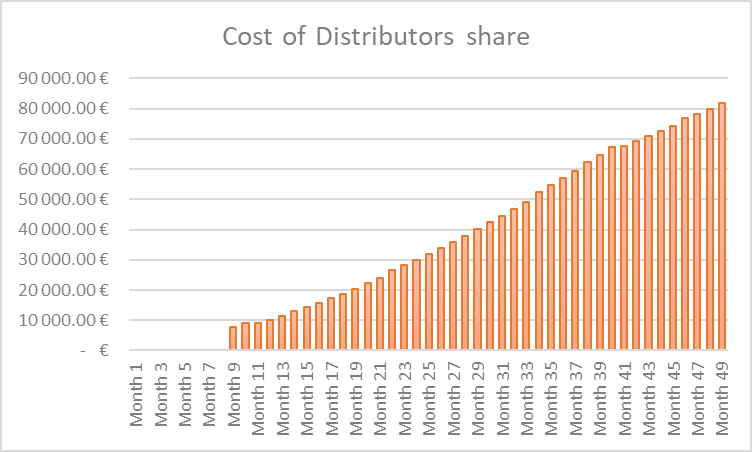 Cost of Distributors share
90 000.00 €
80 000.00 €
70 000.00 €
60 000.00 €
50 000.00 €
40 000.00 €
30 000.00 €
20 000.00 €
10 000.00 €
- €
Month 1
Month 3
Month 5
Month 7
Month 9
Month 11
Month 13
Month 15
Month 17
Month 19
Month 21
Month 23
Month 25
Month 27
Month 29
Month 31
Month 33
Month 35
Month 37
Month 39
Month 41
Month 43
Month 45
Month 47
Month 49